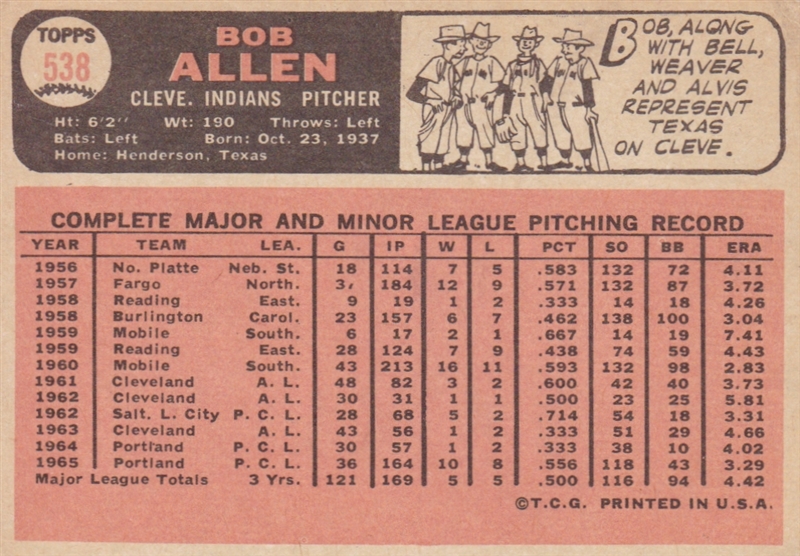 TOPPS
538
BOB
ALLEN
CLEVE. INDIANS PITCHER
Ht: 6'2" Wt: 190 Throws: Left
Bats: Left Born: Oct. 23, 1937
Home: Henderson, Texas
BOB, ALONG
WITH BELL,
WEAVER
AND ALVIS
REPRESENT
TEXAS
ON CLEVE.
COMPLETE MAJOR AND MINOR LEAGUE PITCHING RECORD
YEAR TEAM LEA. G IP W L PCT SO BB ERA
1956 No. Platte Neb. St. 18 114 7 5 .583 132 72 4.11
1957 Fargo North. 184 12 9 .571 132 87 3.72
1958 Reading East. 9 19 1 2 .333 14 18 4.26
1958 Burlington Carol. 23 157 6 7 .462 138 100 3.04
1959 Mobile South. 6 17 2 1 .667 14 19 7.41
1959 Reading East. 28 124 7 9 .438 74 59 4.43
1960 Mobile South. 43 213 16 11 .593 132 98 2.83
1961 Cleveland A. L. 48 82 3 2 .600 42 40 3.73
1962 Cleveland A. L. 30 31 1 1 .500 23 25 5.81
1962 Salt. L. City P. C. L. 28 68 5 2 .714 54 18 3.31
1963 Cleveland A. L. 43 56 1 2 .333 51 29 4.66
1964 Portland P. C. L. 30 57 1 2 .333 38 10 4.02
1965 Portland P. C. L. 36 164 10 8 .556 118 43 3.29
Major League Totals 3 Yrs. 121 169 5 5 .500 116 94 4.42
©T.C.G. PRINTED IN U.S.A.